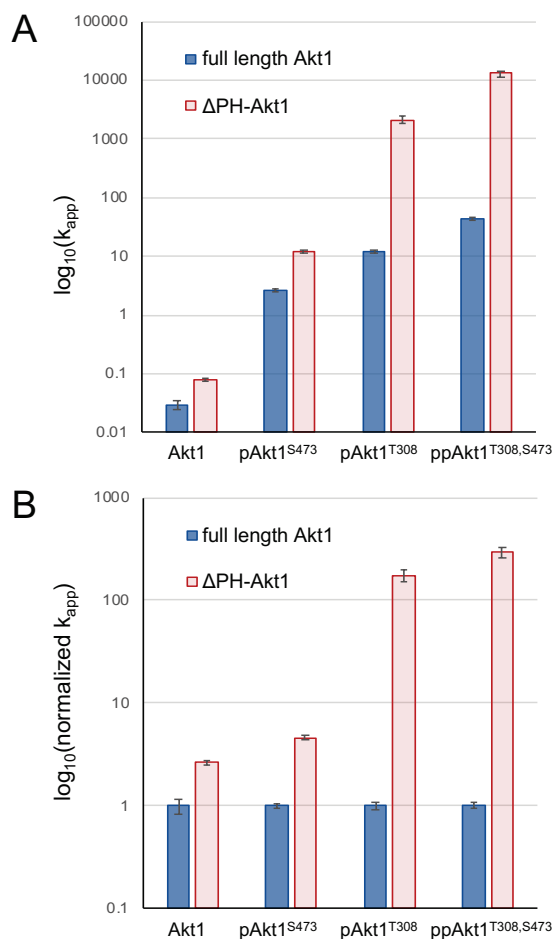 A
100000
10000
1000
100
10
1
0.1
0.01
log₁₀(kₐₚₚ)
full length Akt1
ΔPH-Akt1
Akt1
pAkt1ˢ⁴⁷³
pAkt1ᵀ³⁰⁸
ppAkt1ᵀ³⁰⁸,ˢ⁴⁷³
B
1000
100
10
1
0.1
log₁₀(normalized kₐₚₚ)
full length Akt1
ΔPH-Akt1
Akt1
pAkt1ˢ⁴⁷³
pAkt1ᵀ³⁰⁸
ppAkt1ᵀ³⁰⁸,ˢ⁴⁷³